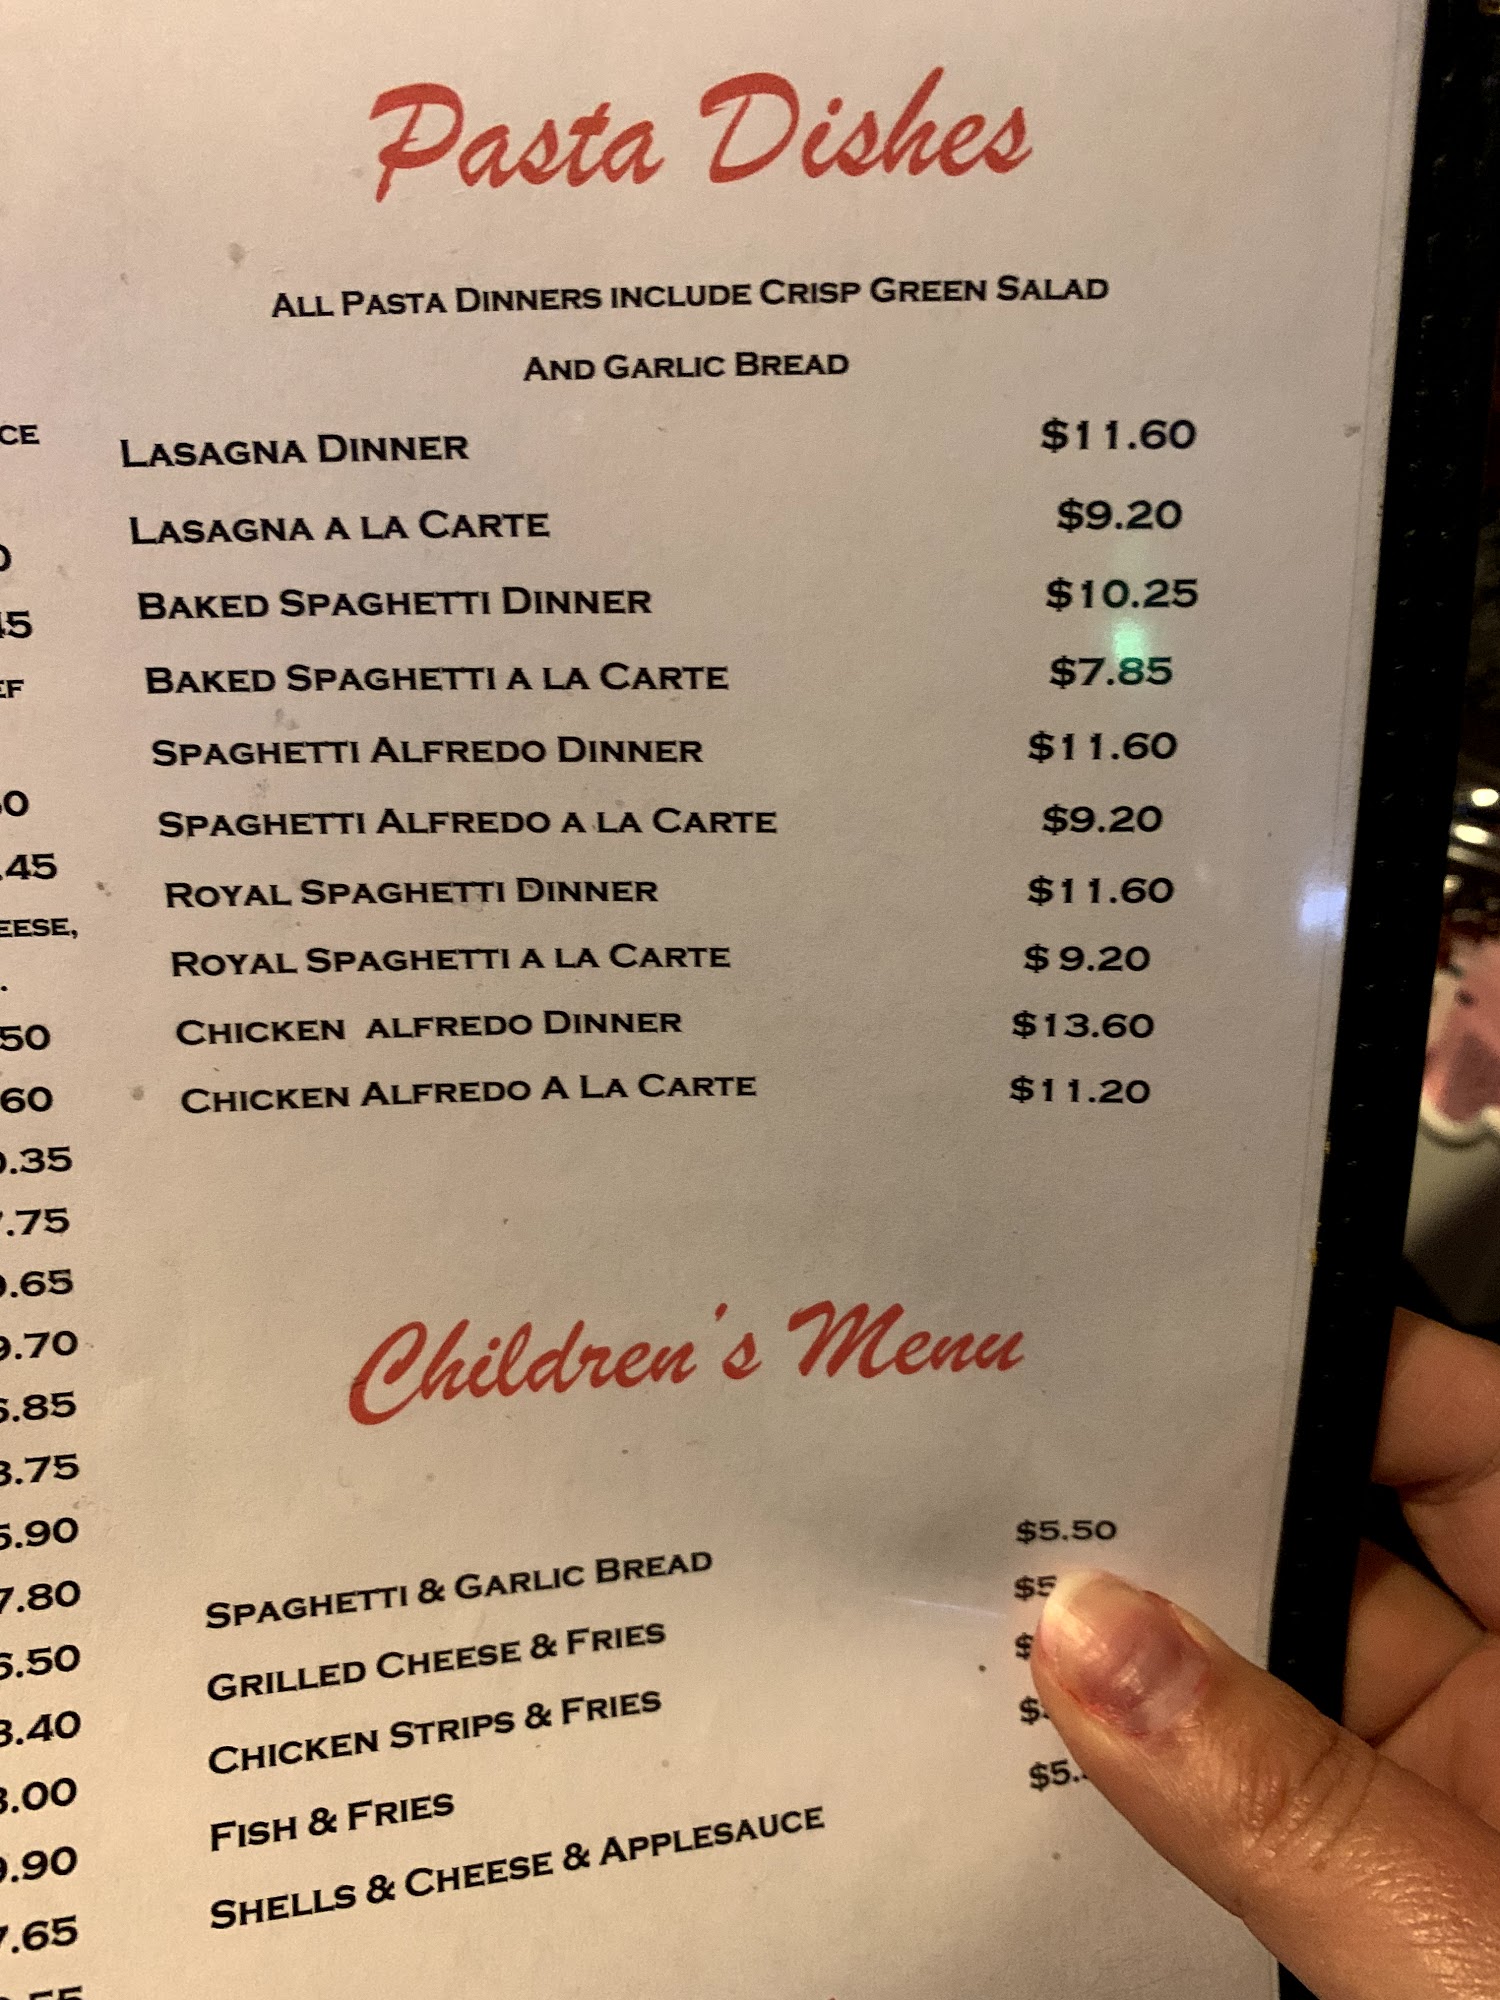 Pasta Dishes
All Pasta Dinners include Crisp Green Salad
And Garlic Bread
Lasagna Dinner $11.60
Lasagna a la Carte $9.20
Baked Spaghetti Dinner $10.25
Baked Spaghetti a la Carte $7.85
Spaghetti Alfredo Dinner $11.60
Spaghetti Alfredo a la Carte $9.20
Royal Spaghetti Dinner $11.60
Royal Spaghetti a la Carte $ 9.20
Chicken alfredo Dinner $13.60
Chicken Alfredo A La Carte $11.20
Children's Menu
Spaghetti & Garlic Bread $5.50
Grilled Cheese & Fries
Chicken Strips & Fries
Fish & Fries
Shells & Cheese & Applesauce